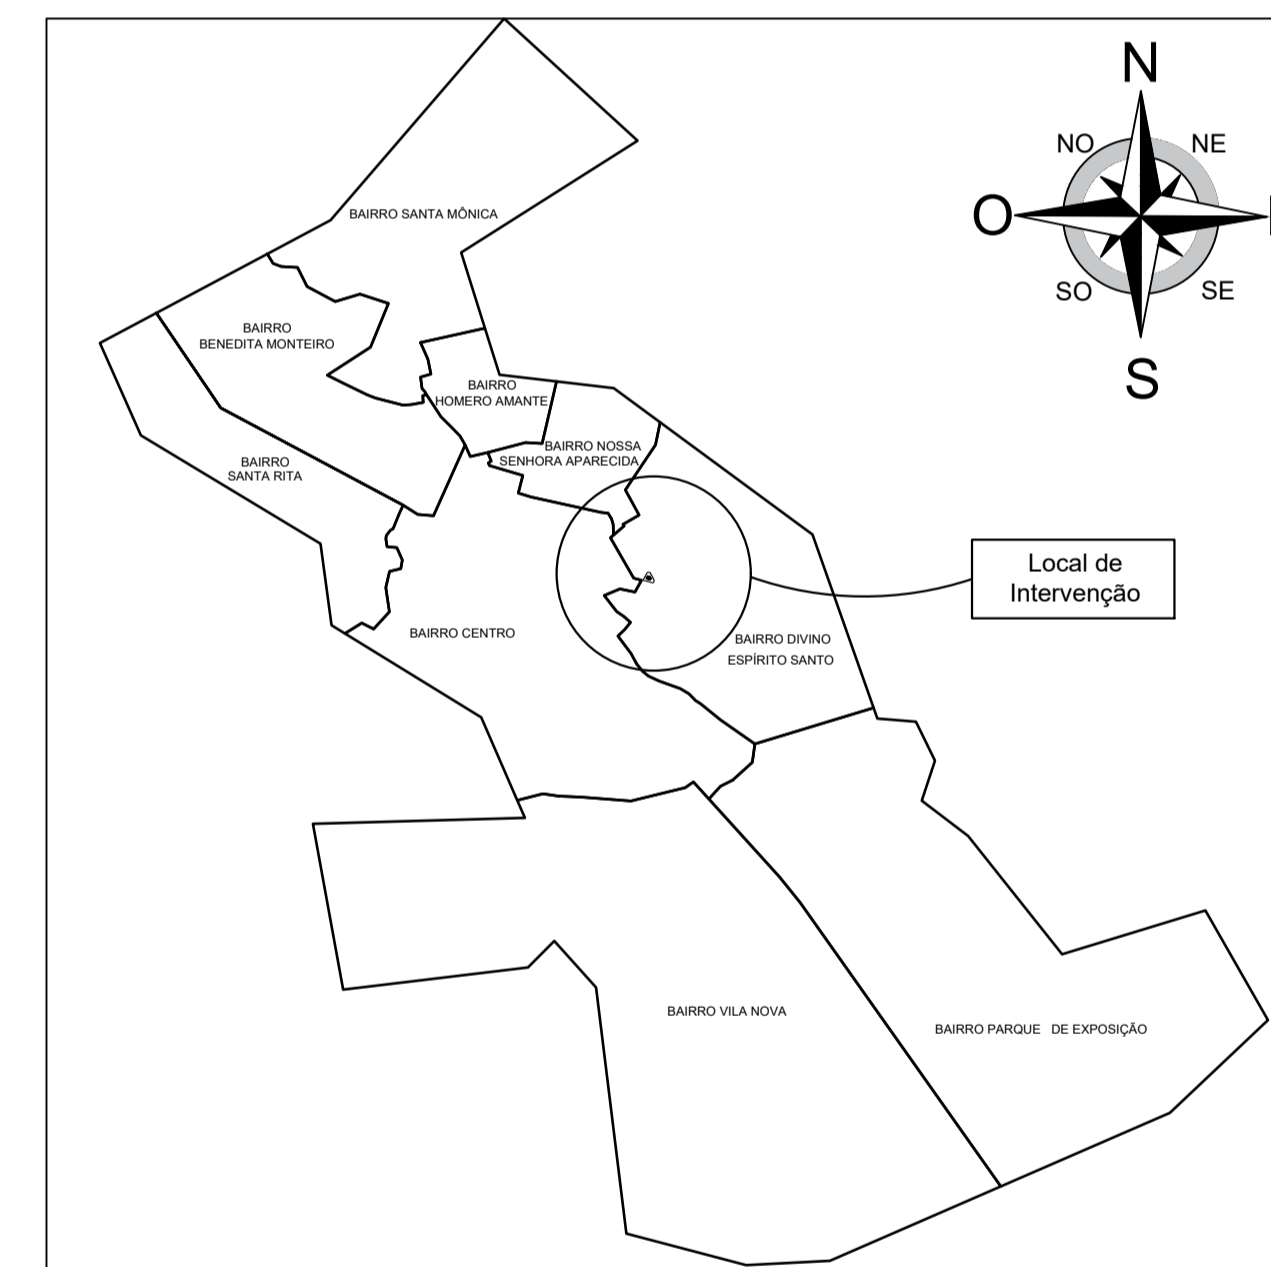 N
NO
NE
O
SO
SE
S
BAIRRO SANTA MÔNICA
BAIRRO
BENEDITA MONTEIRO
BAIRRO
HOMERO AMANTE
BAIRRO NOSSA
SENHORA APARECIDA
BAIRRO
SANTA RITA
Local de
Intervenção
BAIRRO CENTRO
BAIRRO DIVINO
ESPÍRITO SANTO
BAIRRO VILA NOVA
BAIRRO PARQUE DE EXPOSIÇÃO